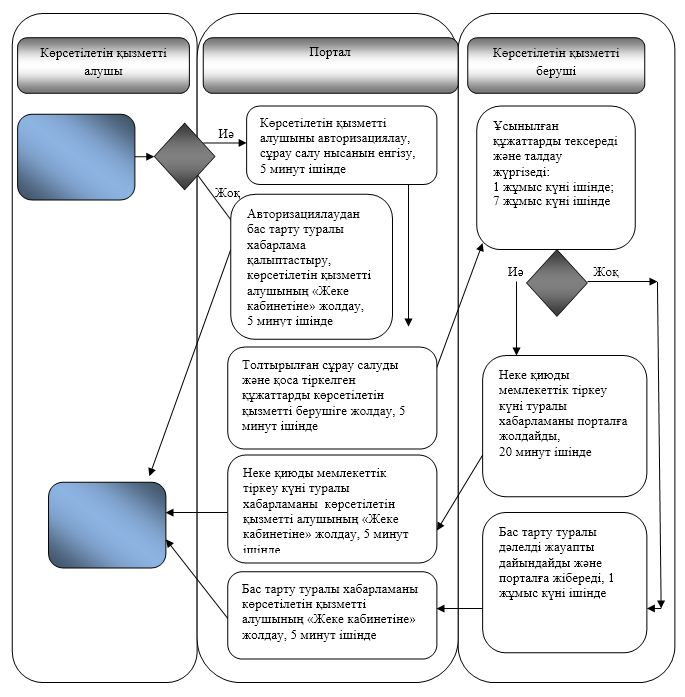 Көрсетілетін қызметті
алушы
Портал
Көрсетілетін қызметті
беруші
Иә
Жоқ
Көрсетілетін қызметті
алушыны авторизациялау,
сұрау салу нысанын енгізу,
5 минут ішінде
Авторизациялаудан
бас тарту туралы
хабарлама
қалыптастыру,
көрсетілетін қызметті
алушының «Жеке
кабинетіне» жолдау,
5 минут ішінде
Ұсынылған
құжаттарды тексереді
және талдау
жүргізеді:
1 жұмыс күні ішінде;
7 жұмыс күні ішінде
Иә
Жоқ
Толтырылған сұрау салуды
және қоса тіркелген
құжаттарды көрсетілетін
қызметті берушіге жолдау, 5
минут ішінде
Неке қиюды
мемлекеттік тіркеу
күні туралы
хабарламаны порталға
жолдайды,
20 минут ішінде
Неке қиюды мемлекеттік
тіркеу күні туралы
хабарламаны көрсетілетін
қызметті алушының «Жеке
кабинетіне» жолдау, 5 минут
ішінде
Бас тарту туралы
дәлелді жауапты
дайындайды және
порталға жібереді, 1
жұмыс күні ішінде
Бас тарту туралы хабарламаны
көрсетілетін қызметті
алушының «Жеке кабинетіне»
жолдау, 5 минут ішінде